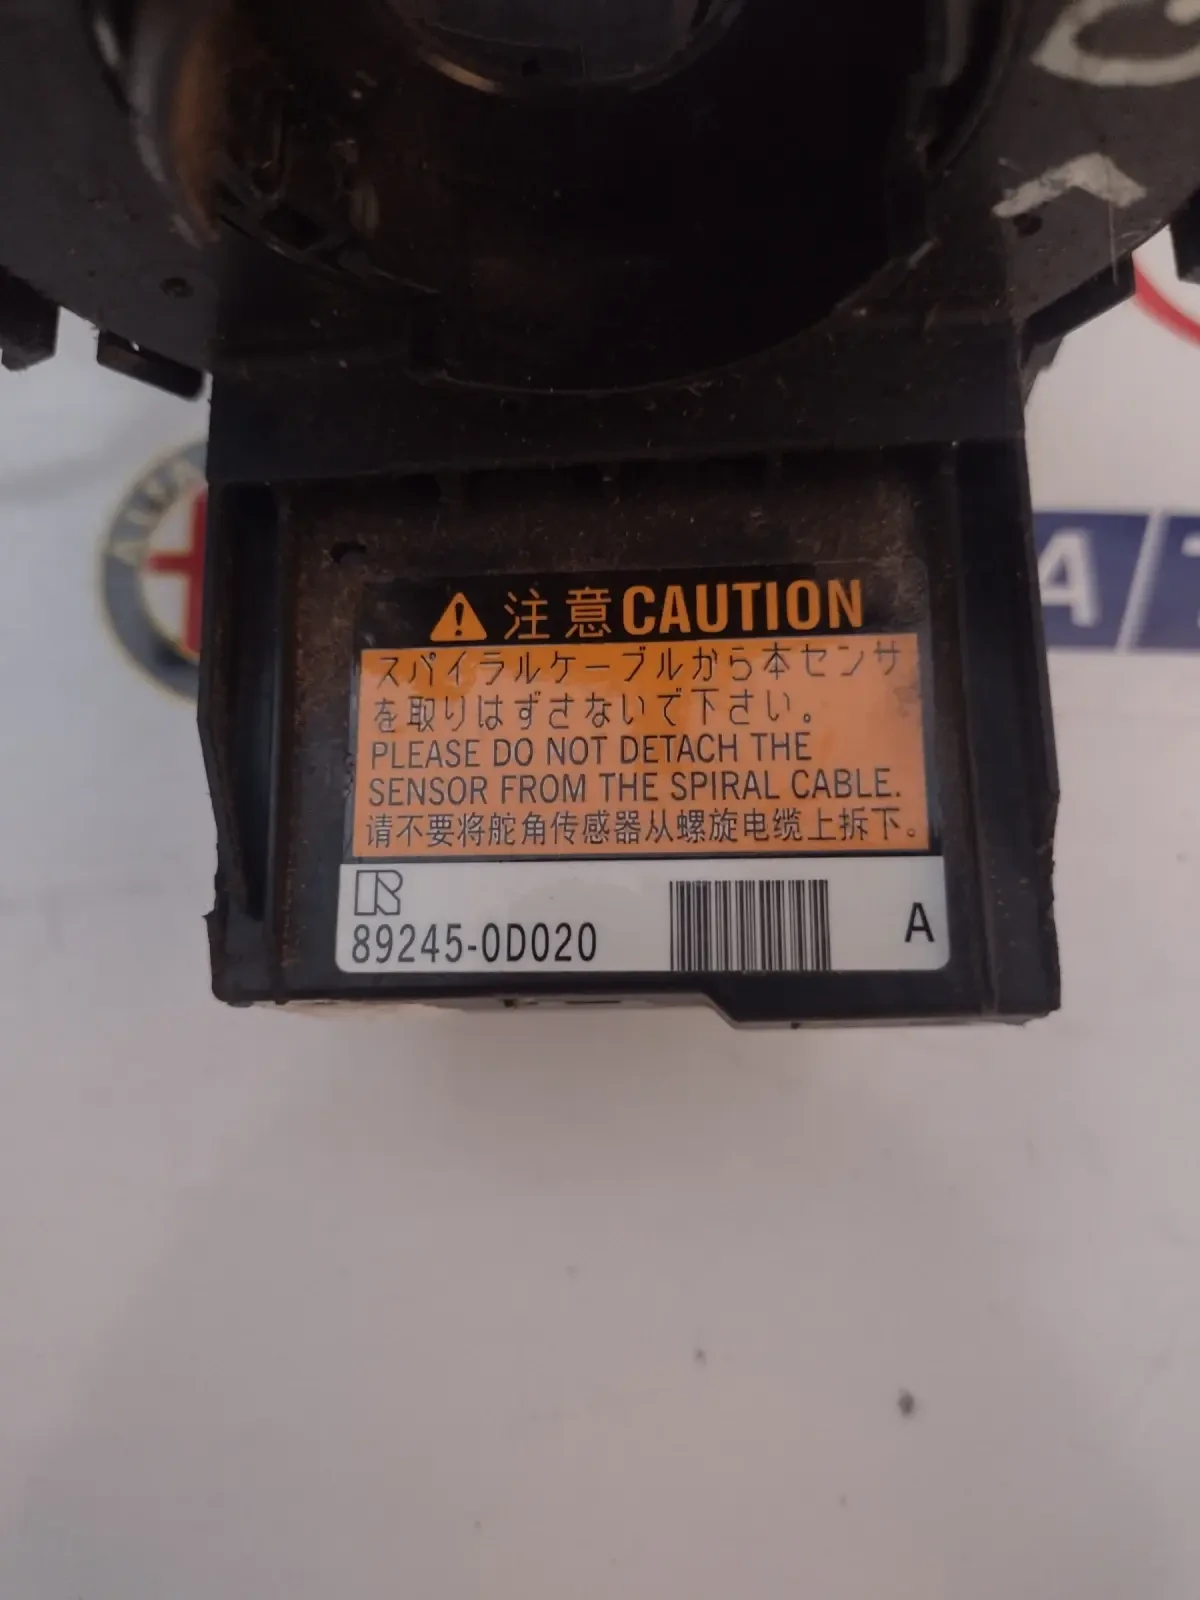 注意CAUTION
スパイラルケーブルから本センサ
を取りはずさないで下さい。
PLEASE DO NOT DETACH THE
SENSOR FROM THE SPIRAL CABLE.
请不要将舵角传感器从螺旋电缆上拆下。
R
89245-0D020
A